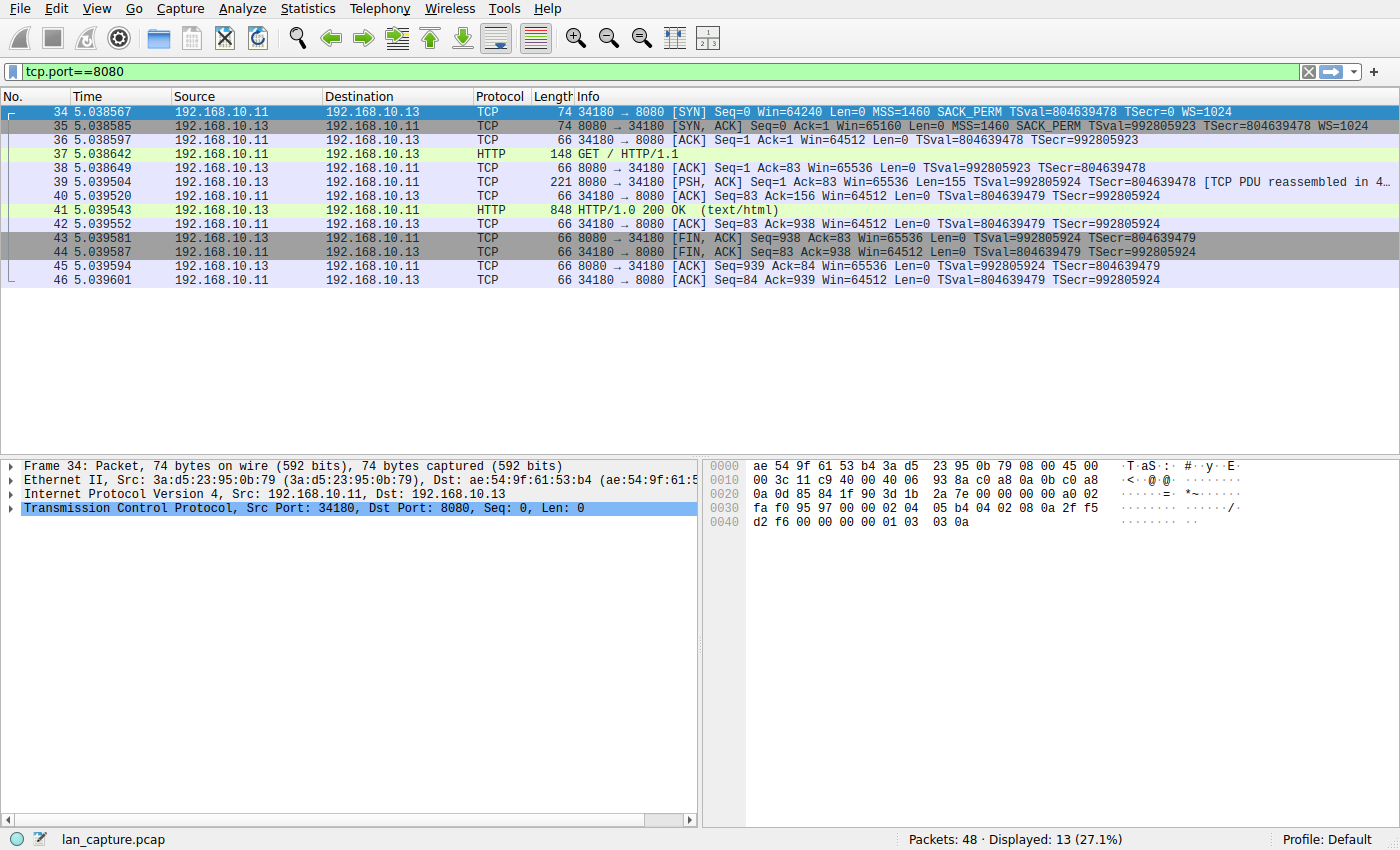 File Edit View Go Capture Analyze Statistics Telephony Wireless Tools Help
tcp.port==8080
No. Time Source Destination Protocol Length Info
34 5.038567 192.168.10.11 192.168.10.13 TCP 74 34180 → 8080 [SYN] Seq=0 Win=64240 Len=0 MSS=1460 SACK_PERM TSval=804639478 TSecr=0 WS=1024
35 5.038585 192.168.10.13 192.168.10.11 TCP 74 8080 → 34180 [SYN, ACK] Seq=0 Ack=1 Win=65160 Len=0 MSS=1460 SACK_PERM TSval=992805923 TSecr=804639478 WS=1024
36 5.038597 192.168.10.11 192.168.10.13 TCP 66 34180 → 8080 [ACK] Seq=1 Ack=1 Win=64512 Len=0 TSval=804639478 TSecr=992805923
37 5.038642 192.168.10.11 192.168.10.13 HTTP 148 GET / HTTP/1.1
38 5.038649 192.168.10.13 192.168.10.11 TCP 66 8080 → 34180 [ACK] Seq=1 Ack=83 Win=65536 Len=0 TSval=992805923 TSecr=804639478
39 5.039504 192.168.10.13 192.168.10.11 TCP 221 8080 → 34180 [PSH, ACK] Seq=1 Ack=83 Win=65536 Len=155 TSval=992805924 TSecr=804639478 [TCP PDU reassembled in 4…
40 5.039520 192.168.10.11 192.168.10.13 TCP 66 34180 → 8080 [ACK] Seq=83 Ack=156 Win=64512 Len=0 TSval=804639479 TSecr=992805924
41 5.039543 192.168.10.13 192.168.10.11 HTTP 848 HTTP/1.0 200 OK (text/html)
42 5.039552 192.168.10.11 192.168.10.13 TCP 66 34180 → 8080 [ACK] Seq=83 Ack=938 Win=64512 Len=0 TSval=804639479 TSecr=992805924
43 5.039581 192.168.10.13 192.168.10.11 TCP 66 8080 → 34180 [FIN, ACK] Seq=938 Ack=83 Win=65536 Len=0 TSval=992805924 TSecr=804639479
44 5.039587 192.168.10.11 192.168.10.13 TCP 66 34180 → 8080 [FIN, ACK] Seq=83 Ack=938 Win=64512 Len=0 TSval=804639479 TSecr=992805924
45 5.039594 192.168.10.13 192.168.10.11 TCP 66 8080 → 34180 [ACK] Seq=939 Ack=84 Win=65536 Len=0 TSval=992805924 TSecr=804639479
46 5.039601 192.168.10.11 192.168.10.13 TCP 66 34180 → 8080 [ACK] Seq=84 Ack=939 Win=64512 Len=0 TSval=804639479 TSecr=992805924
Frame 34: Packet, 74 bytes on wire (592 bits), 74 bytes captured (592 bits)
Ethernet II, Src: 3a:d5:23:95:0b:79 (3a:d5:23:95:0b:79), Dst: ae:54:9f:61:53:b4 (ae:54:9f:61:5
Internet Protocol Version 4, Src: 192.168.10.11, Dst: 192.168.10.13
Transmission Control Protocol, Src Port: 34180, Dst Port: 8080, Seq: 0, Len: 0
0000 ae 54 9f 61 53 b4 3a d5 23 95 0b 79 08 00 45 00 ·T·aS·:· #··y··E·
0010 00 3c 11 c9 40 00 40 06 93 8a c0 a8 0a 0b c0 a8 ·<··@·@· ········
0020 0a 0d 85 84 1f 90 3d 1b 2a 7e 00 00 00 00 a0 02 ······=· *~······
0030 fa f0 95 97 00 00 02 04 05 b4 04 02 08 0a 2f f5 ········ ······/·
0040 d2 f6 00 00 00 00 01 03 03 0a ········ ··
lan_capture.pcap
Packets: 48 · Displayed: 13 (27.1%)
Profile: Default